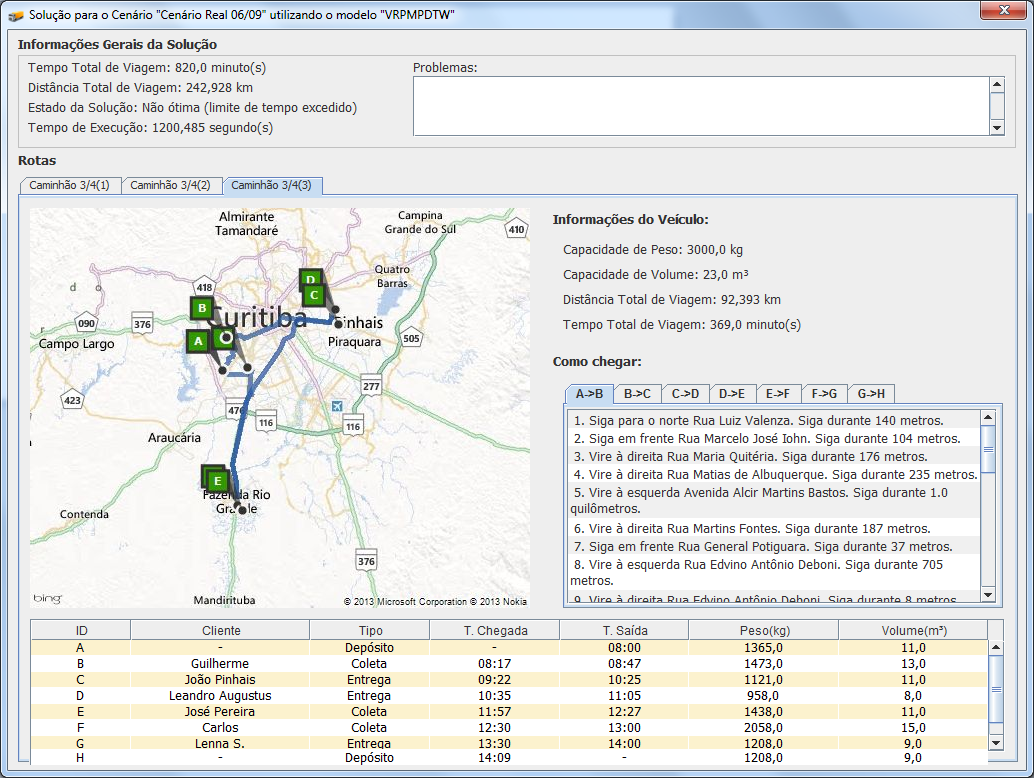 Solução para o Cenário "Cenário Real 06/09" utilizando o modelo "VRPMPDTW"
Informações Gerais da Solução
Tempo Total de Viagem: 820,0 minuto(s)
Distância Total de Viagem: 242,928 km
Estado da Solução: Não ótima (limite de tempo excedido)
Tempo de Execução: 1200,485 segundo(s)
Problemas:
Rotas
Caminhão 3/4(1) Caminhão 3/4(2) Caminhão 3/4(3)
Almirante
Tamandaré
Campina
Grande do Sul
410
Quatro
Barras
d o
418
D
C
B
090
376
r
Curitiba
Pinhais
Campo Largo
A
Piraquara
505
277
423
476
116
116
Araucária
E
Fazenda Rio
Grande
Contenda
376
Mandirituba
bing
© 2013 Microsoft Corporation © 2013 Nokia
Informações do Veículo:
Capacidade de Peso: 3000,0 kg
Capacidade de Volume: 23,0 m³
Distância Total de Viagem: 92,393 km
Tempo Total de Viagem: 369,0 minuto(s)
Como chegar:
A->B B->C C->D D->E E->F F->G G->H
1. Siga para o norte Rua Luiz Valenza. Siga durante 140 metros.
2. Siga em frente Rua Marcelo José Iohn. Siga durante 104 metros.
3. Vire à direita Rua Maria Quitéria. Siga durante 176 metros.
4. Vire à direita Rua Matias de Albuquerque. Siga durante 235 metros.
5. Vire à esquerda Avenida Alcir Martins Bastos. Siga durante 1.0
quilômetros.
6. Vire à direita Rua Martins Fontes. Siga durante 187 metros.
7. Siga em frente Rua General Potiguara. Siga durante 37 metros.
8. Vire à esquerda Rua Edvino Antônio Deboni. Siga durante 705
metros.
9. Vire à direita Rua Edvino Antônio Deboni. Siga durante 8 metros.
ID Cliente Tipo T. Chegada T. Saída Peso(kg) Volume(m³)
A - Depósito - 08:00 1365,0 11,0
B Guilherme Coleta 08:17 08:47 1473,0 13,0
C João Pinhais Entrega 09:22 10:25 1121,0 11,0
D Leandro Augustus Entrega 10:35 11:05 958,0 8,0
E José Pereira Coleta 11:57 12:27 1438,0 11,0
F Carlos Coleta 12:30 13:00 2058,0 15,0
G Lenna S. Entrega 13:30 14:00 1208,0 9,0
H - Depósito 14:09 - 1208,0 9,0